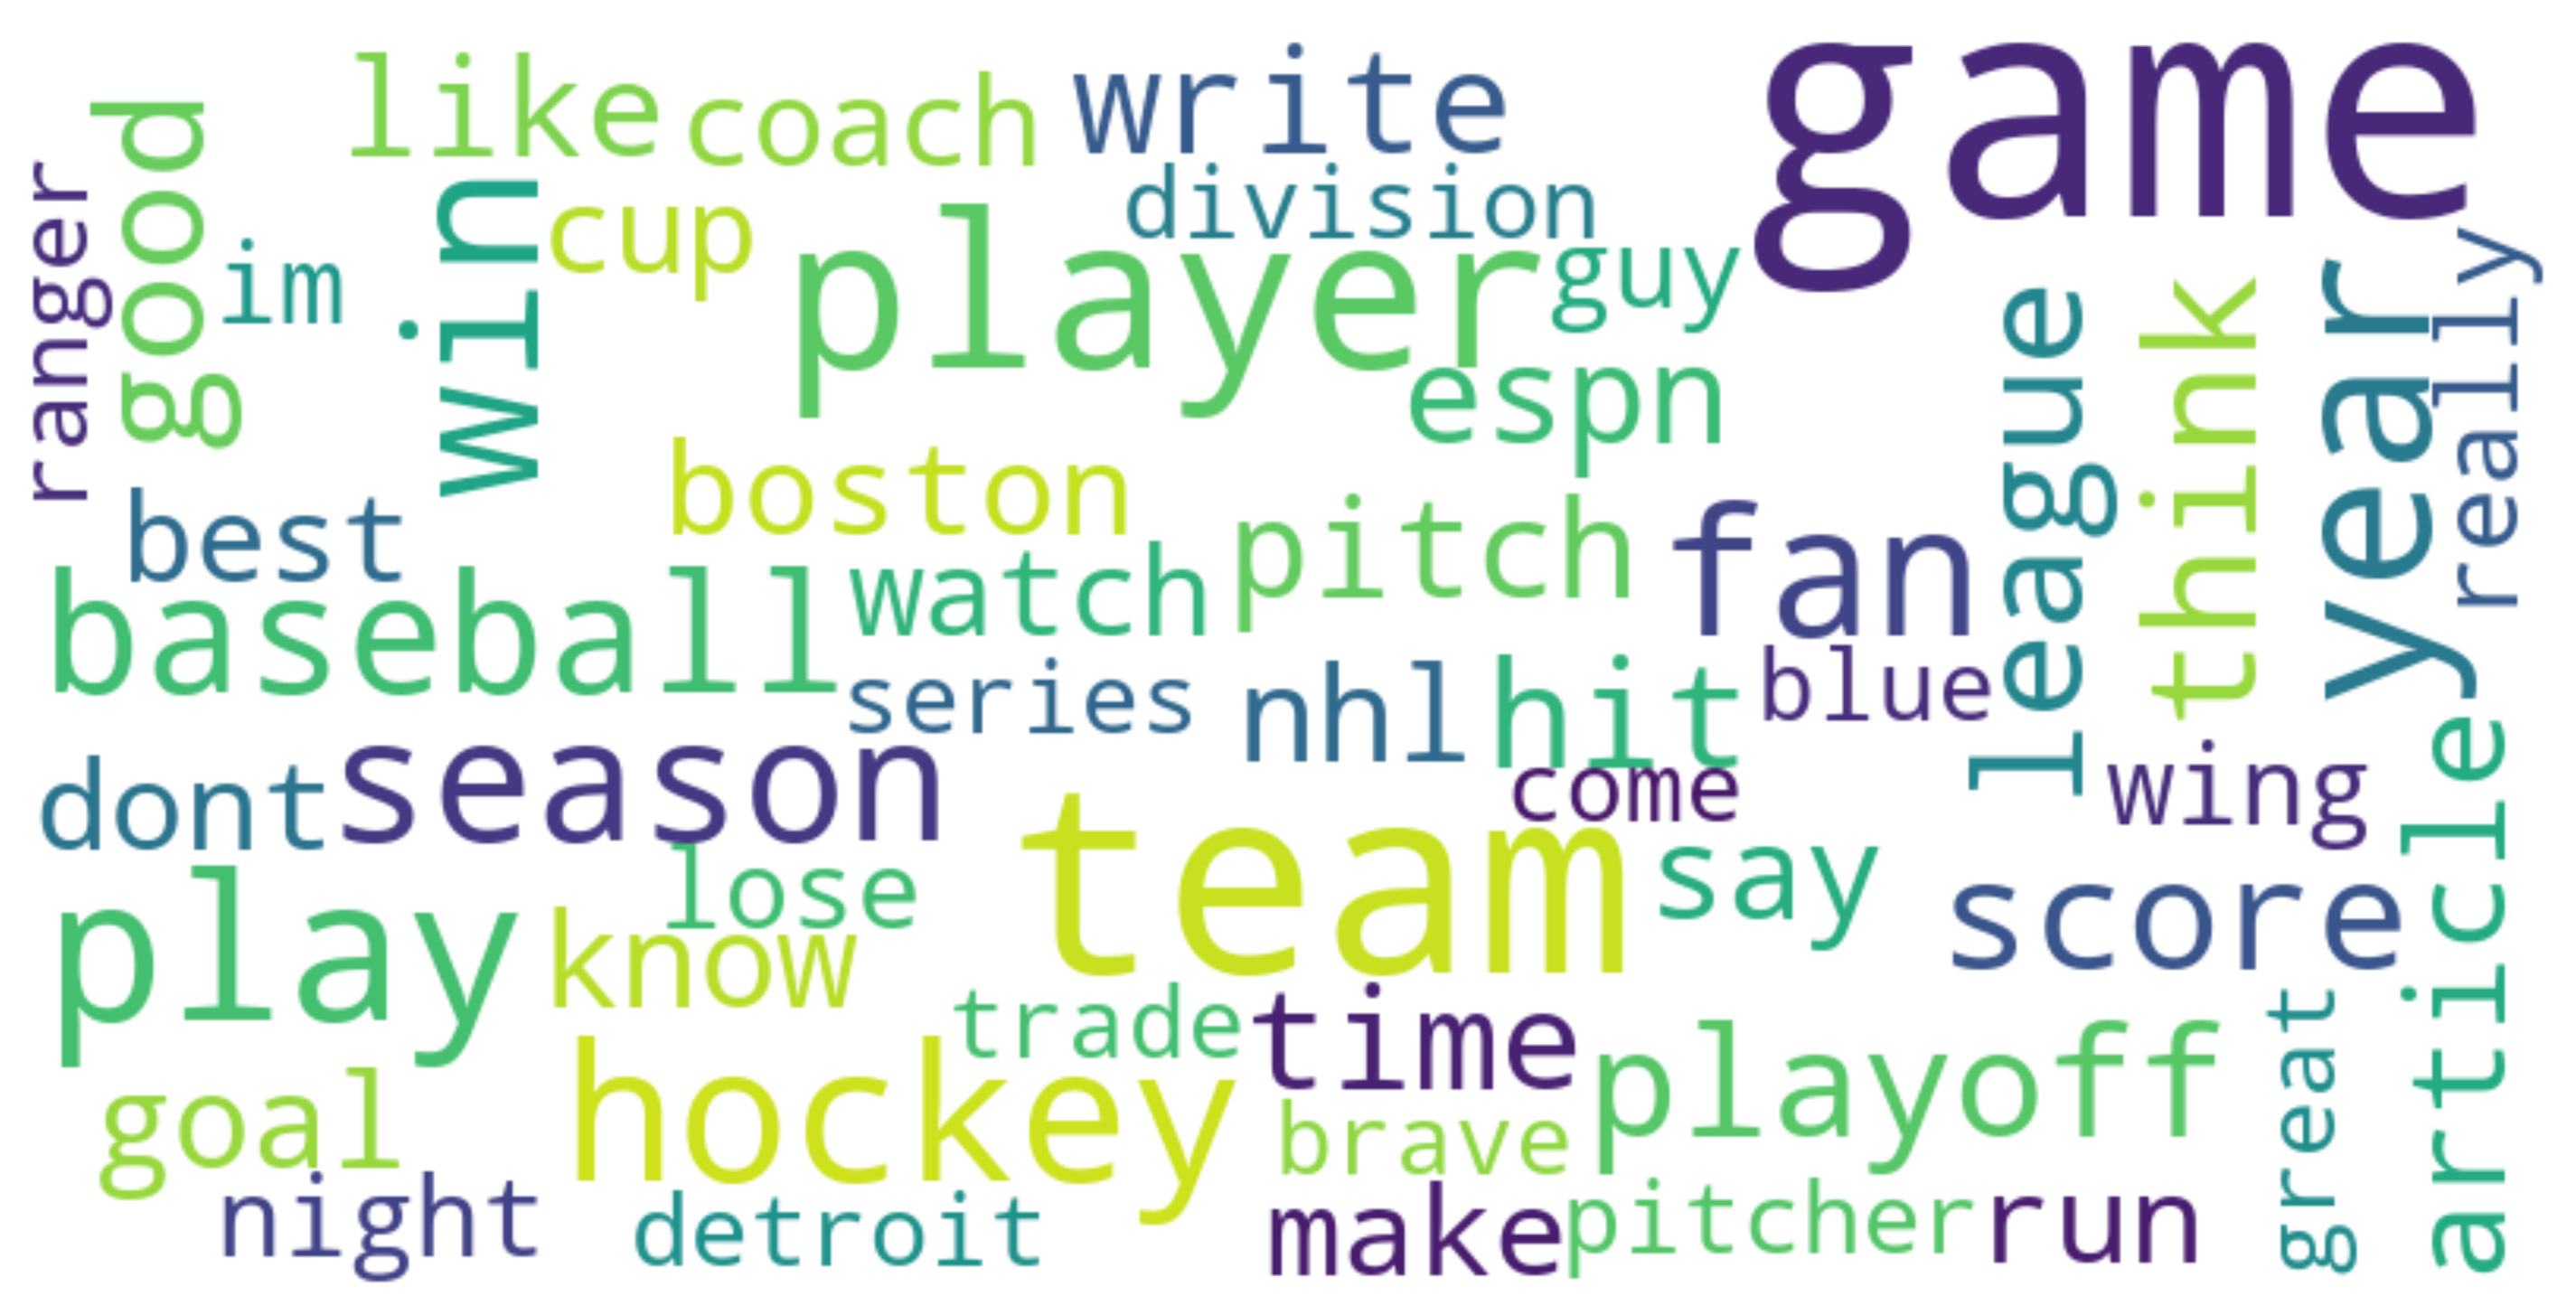 game
like
coach
write
good
ranger
win
cup
division
player
guy
im
espn
league
think
year
really
boston
best
pitch
fan
baseball
watch
series
nhl
hit
blue
dont
season
come
wing
team
say
lose
play
know
score
article
trade
time
playoff
great
goal
hockey
brave
night
detroit
make
pitcher
run